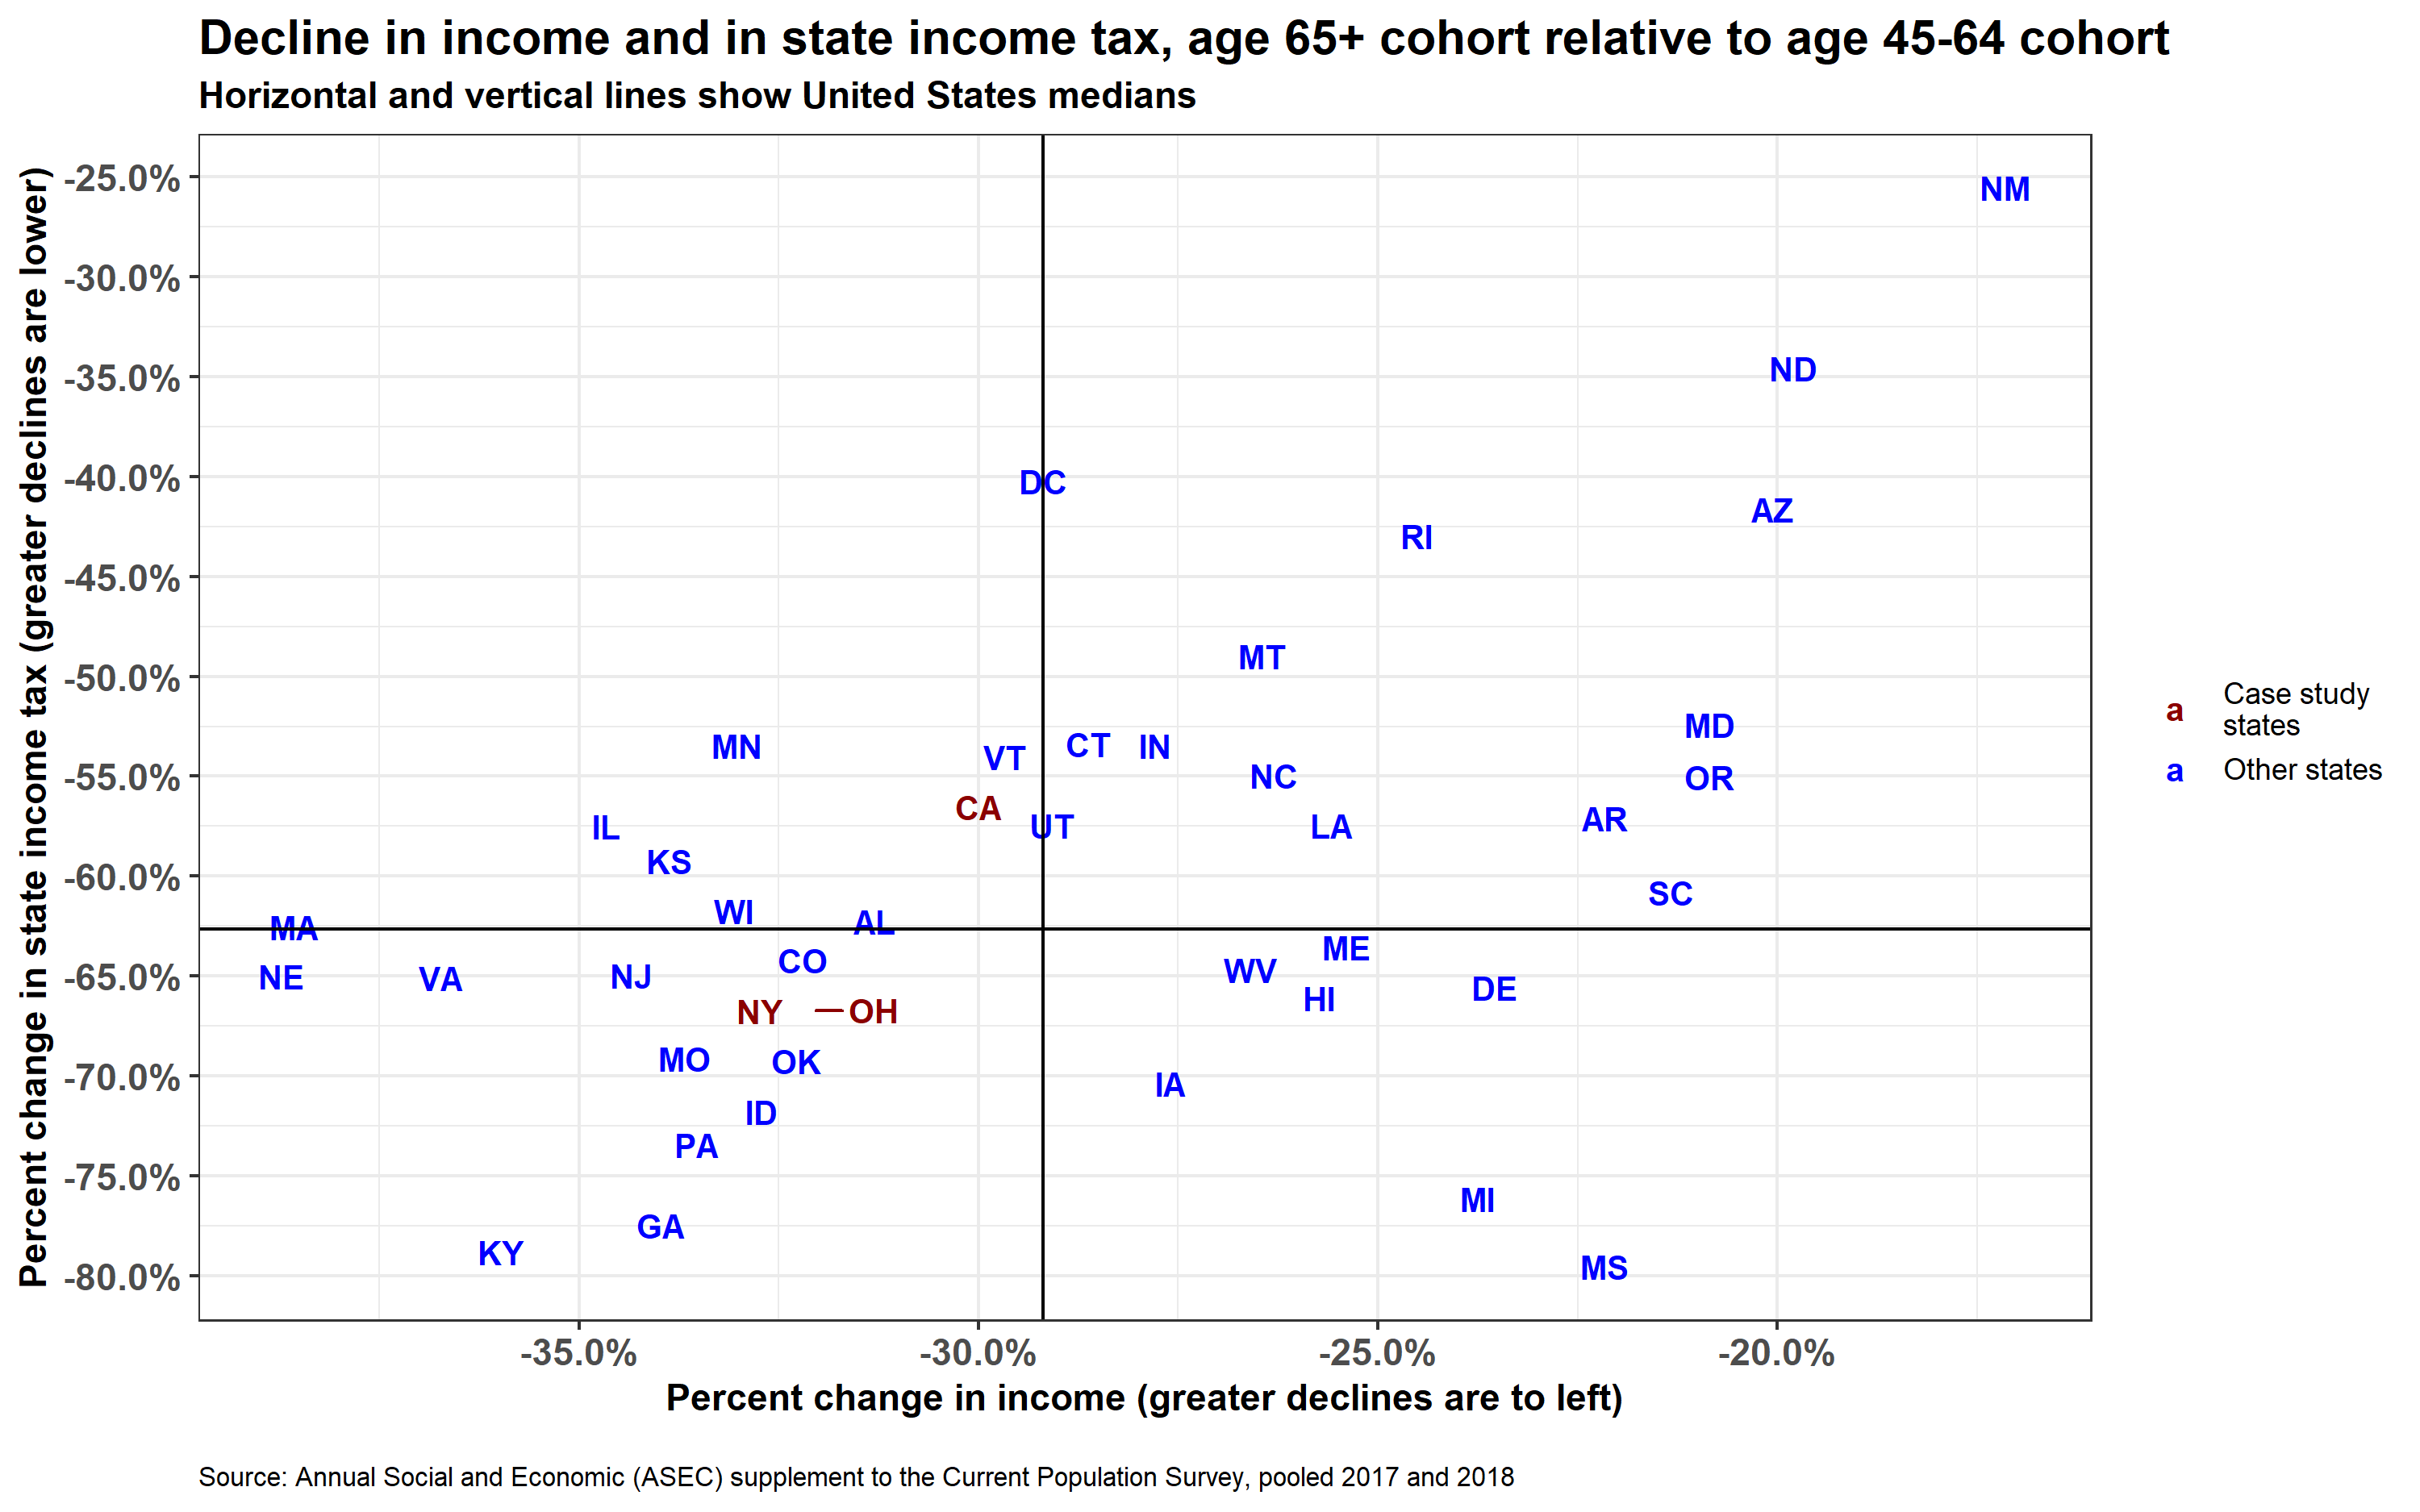 Decline in income and in state income tax, age 65+ cohort relative to age 45-64 cohort
Horizontal and vertical lines show United States medians
Percent change in state income tax (greater declines are lower)
-25.0%
-30.0%
-35.0%
-40.0%
-45.0%
-50.0%
-55.0%
-60.0%
-65.0%
-70.0%
-75.0%
-80.0%
NM
ND
DC
AZ
RI
MT
MD
MN
VT
CT
IN
NC
OR
CA
IL
UT
LA
AR
KS
SC
WI
AL
MA
ME
CO
WV
NE
VA
NJ
HI
DE
NY
OH
MO
OK
IA
ID
PA
MI
GA
KY
MS
-35.0%
-30.0%
-25.0%
-20.0%
Percent change in income (greater declines are to left)
a Case study
states
a Other states
Source: Annual Social and Economic (ASEC) supplement to the Current Population Survey, pooled 2017 and 2018